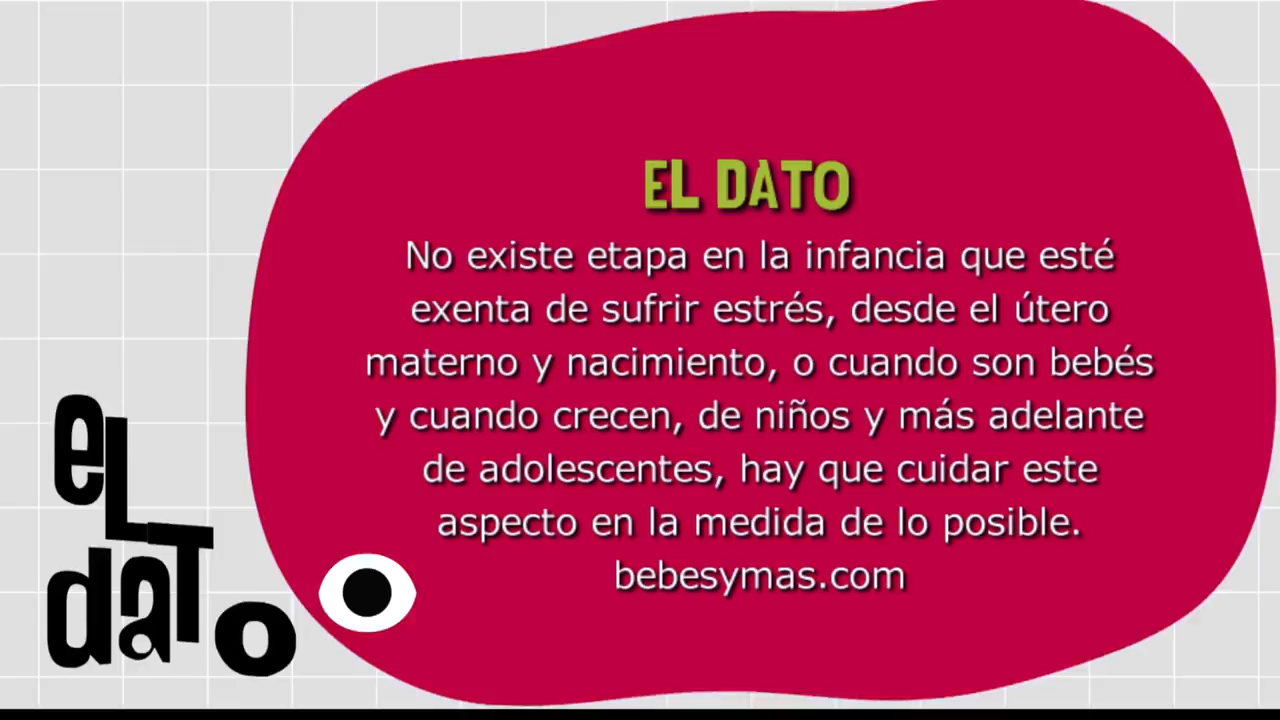 EL DATO
No existe etapa en la infancia que esté
exenta de sufrir estrés, desde el útero
materno y nacimiento, o cuando son bebés
y cuando crecen, de niños y más adelante
de adolescentes, hay que cuidar este
aspecto en la medida de lo posible.
bebesymas.com
eL
daTo